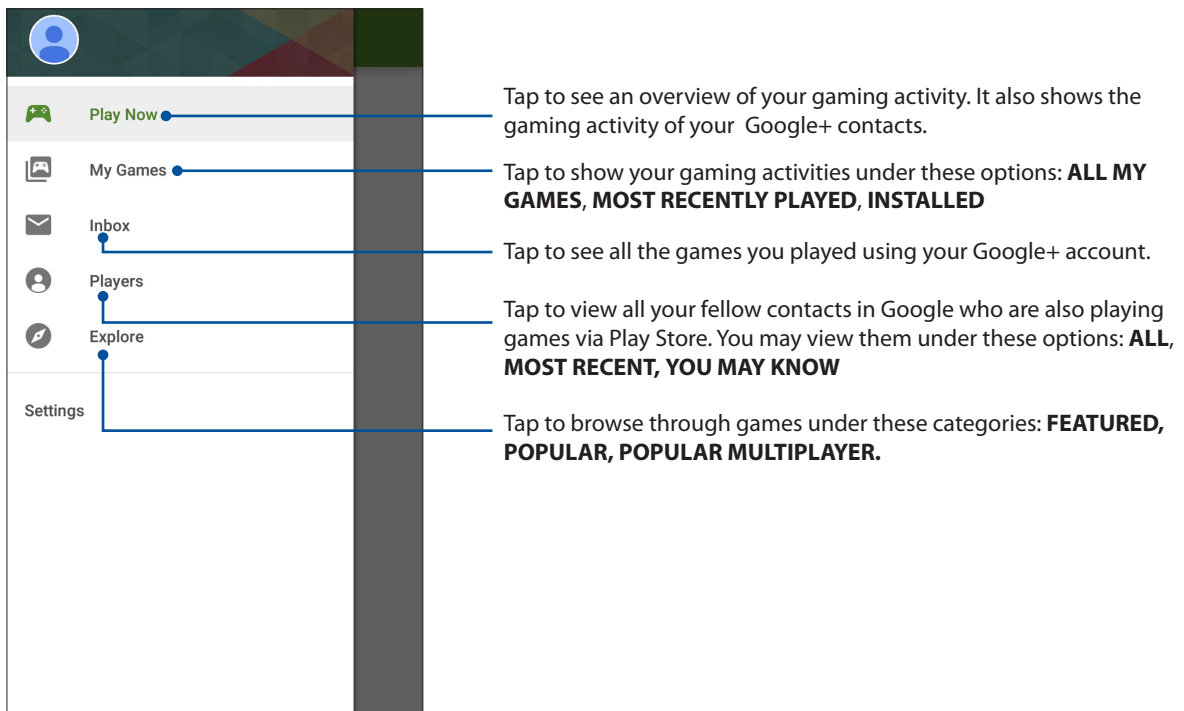 Play Now
My Games
Inbox
Players
Explore
Settings
Tap to see an overview of your gaming activity. It also shows the
gaming activity of your  Google+ contacts.
Tap to show your gaming activities under these options: ALL MY
GAMES, MOST RECENTLY PLAYED, INSTALLED
Tap to see all the games you played using your Google+ account.
Tap to view all your fellow contacts in Google who are also playing
games via Play Store. You may view them under these options: ALL,
MOST RECENT, YOU MAY KNOW
Tap to browse through games under these categories: FEATURED,
POPULAR, POPULAR MULTIPLAYER.